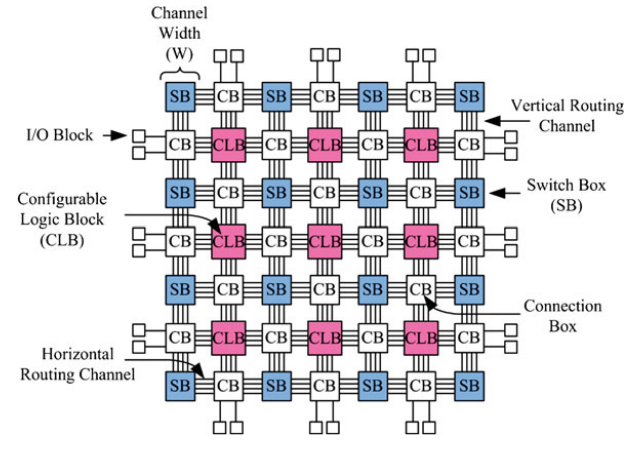 Channel
Width
(W)
SB CB SB CB SB CB SB
Vertical Routing
Channel
I/O Block
CB CLB CB CLB CB CLB CB
SB CB SB CB SB CB SB
Switch Box
(SB)
Configurable
Logic Block
(CLB)
CB CLB CB CLB CB CLB CB
SB CB SB CB SB CB SB
Connection
Box
CB CLB CB CLB CB CLB CB
Horizontal
Routing Channel
SB CB SB CB SB CB SB